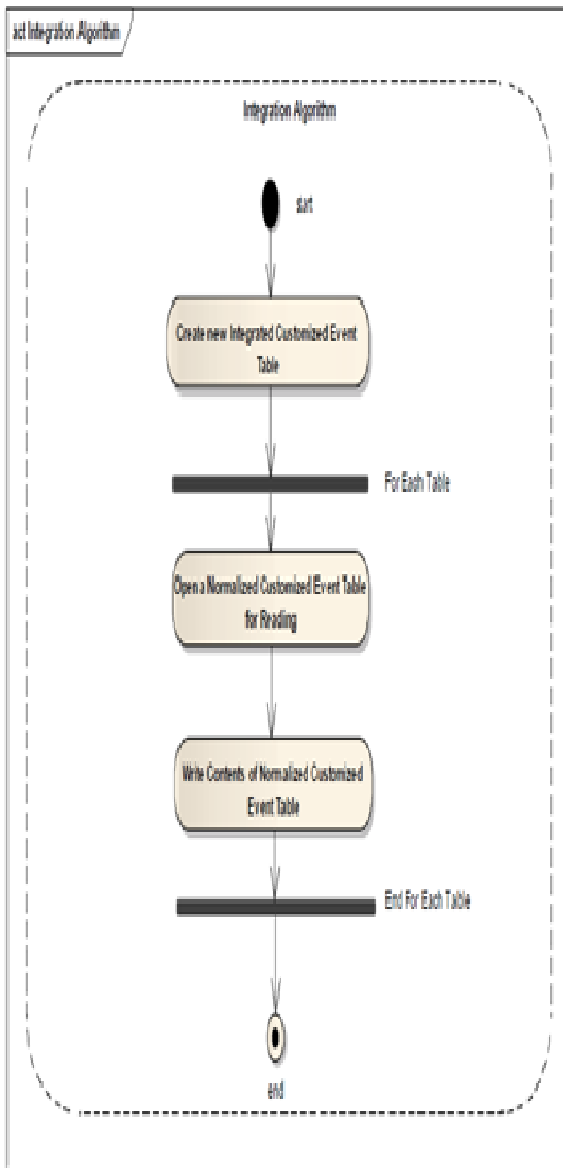 act Integration Algorithm
Integration Algorithm
start
Create new Integrated Customized Event
Table
For Each Table
Open a Normalized Customized Event Table
for Reading
Write Contents of Normalized Customized
Event Table
End For Each Table
end